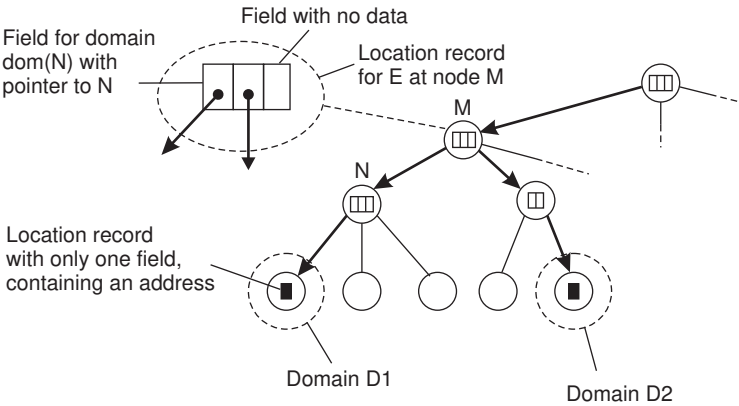 Field with no data
Field for domain
dom(N) with
pointer to N
Location record
for E at node M
M
N
Location record
with only one field,
containing an address
Domain D1
Domain D2